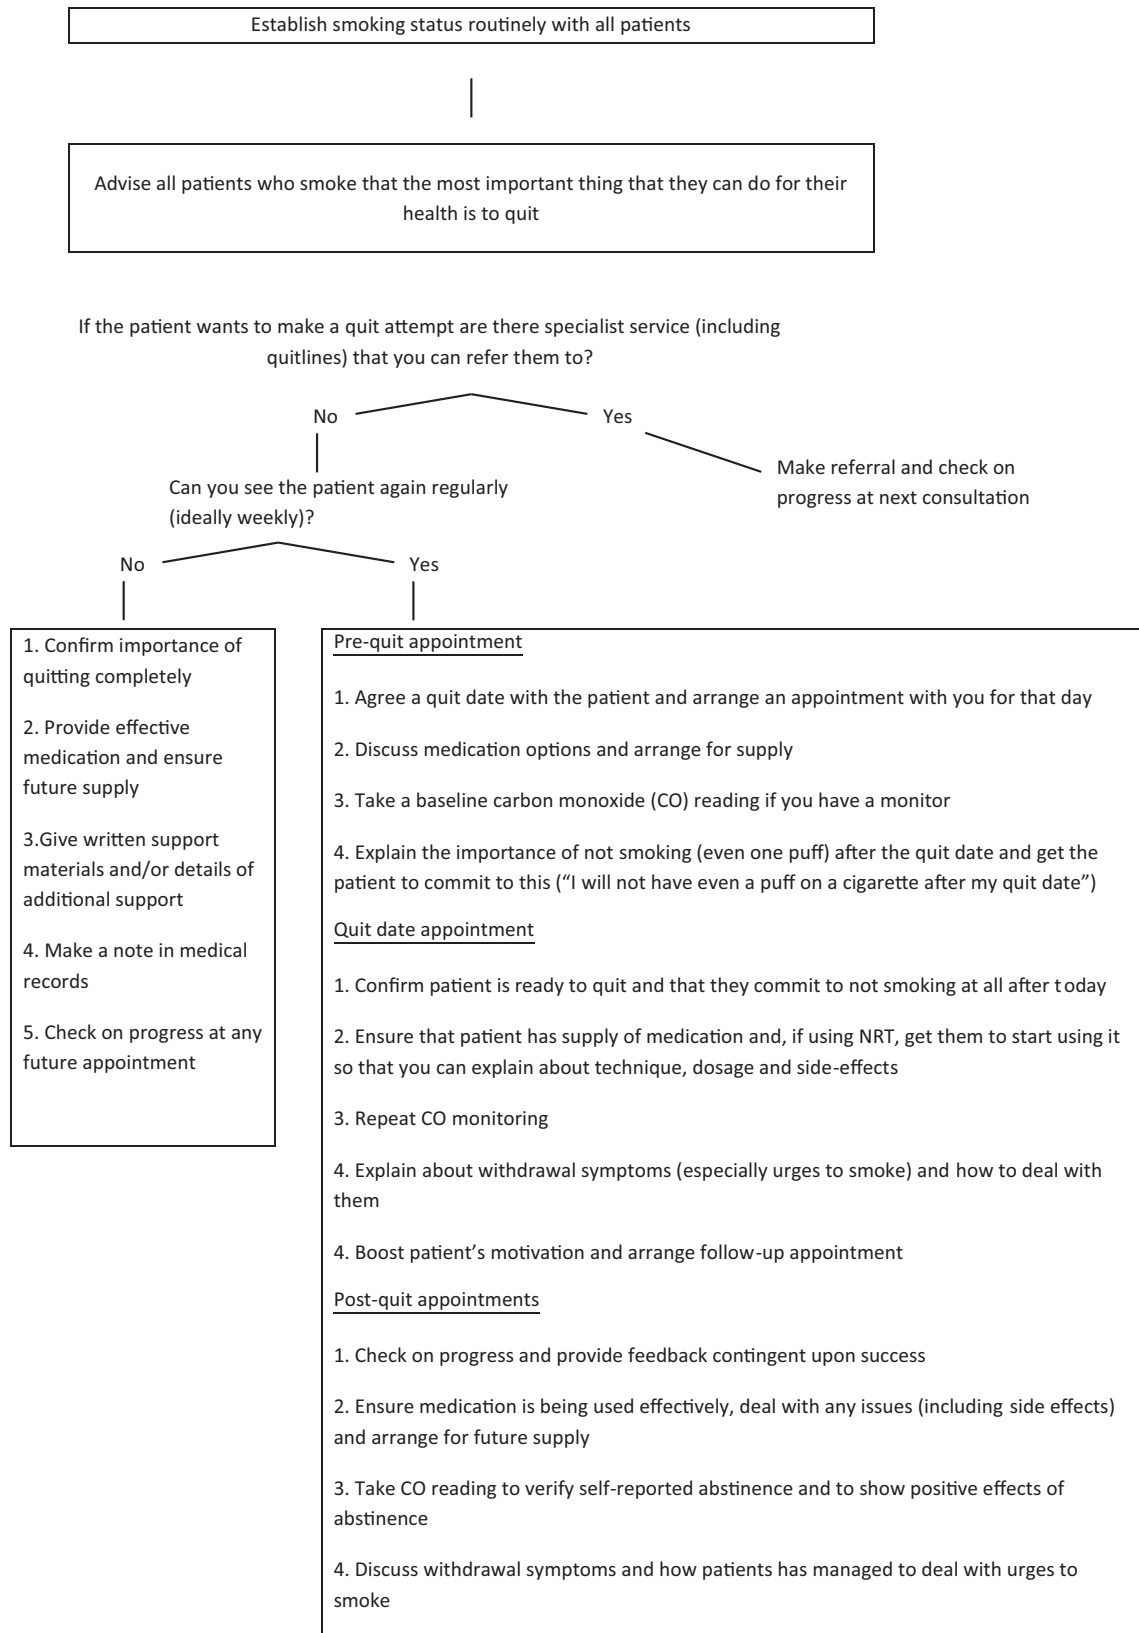 Establish smoking status routinely with all patients
Advise all patients who smoke that the most important thing that they can do for their
health is to quit
If the patient wants to make a quit attempt are there specialist service (including
quitlines) that you can refer them to?
No
Yes
Make referral and check on
progress at next consultation
Can you see the patient again regularly
(ideally weekly)?
No
Yes
1. Confirm importance of
quitting completely
2. Provide effective
medication and ensure
future supply
3.Give written support
materials and/or details of
additional support
4. Make a note in medical
records
5. Check on progress at any
future appointment
Pre-quit appointment
1. Agree a quit date with the patient and arrange an appointment with you for that day
2. Discuss medication options and arrange for supply
3. Take a baseline carbon monoxide (CO) reading if you have a monitor
4. Explain the importance of not smoking (even one puff) after the quit date and get the
patient to commit to this (“I will not have even a puff on a cigarette after my quit date”)
Quit date appointment
1. Confirm patient is ready to quit and that they commit to not smoking at all after today
2. Ensure that patient has supply of medication and, if using NRT, get them to start using it
so that you can explain about technique, dosage and side-effects
3. Repeat CO monitoring
4. Explain about withdrawal symptoms (especially urges to smoke) and how to deal with
them
4. Boost patient’s motivation and arrange follow-up appointment
Post-quit appointments
1. Check on progress and provide feedback contingent upon success
2. Ensure medication is being used effectively, deal with any issues (including side effects)
and arrange for future supply
3. Take CO reading to verify self-reported abstinence and to show positive effects of
abstinence
4. Discuss withdrawal symptoms and how patients has managed to deal with urges to
smoke